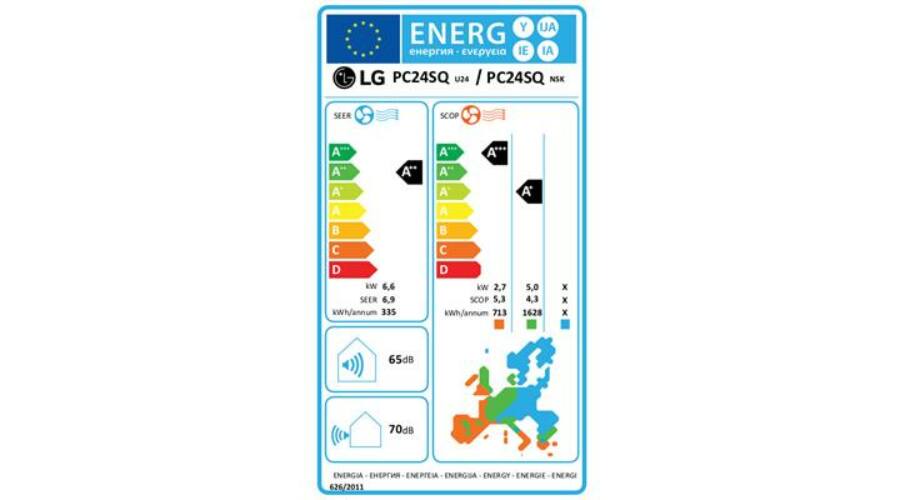 ENERG
енергия · ενεργεια
Y IJA
IE IA
LG PC24SQ U24 / PC24SQ NSK
SEER
A+++
A++
A+
A
B
C
D
A++
kW 6,6
SEER 6,9
kWh/annum 335
SCOP
A+++
A++
A+
A
B
C
D
A+++
A+
kW 2,7 5,0 X
SCOP 5,3 4,3 X
kWh/annum 713 1628 X
65dB
70dB
ENERGIA - ЕНЕРГИЯ - ΕΝΕΡΓΕΙΑ - ENERGIJA - ENERGY - ENERGIE - ENERGI
626/2011